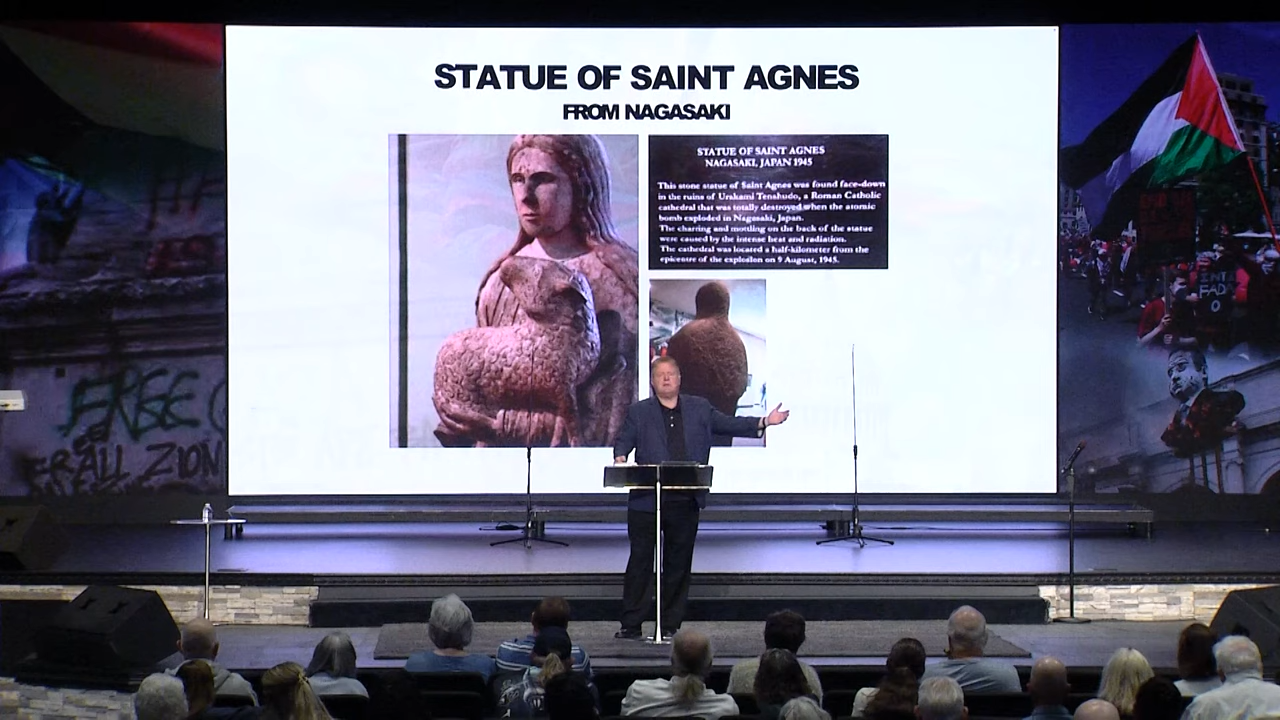 STATUE OF SAINT AGNES
FROM NAGASAKI
STATUE OF SAINT AGNES
NAGASAKI, JAPAN 1945
This stone statue of Saint Agnes was found face-down
in the ruins of Urakami Tenshudo, a Roman Catholic
cathedral that was totally destroyed when the atomic
bomb exploded in Nagasaki, Japan.
The charring and mottling on the back of the statue
were caused by the intense heat and radiation.
The cathedral was located a half-kilometer from the
epicentre of the explosion on 9 August, 1945.
FADA
ALL ZION